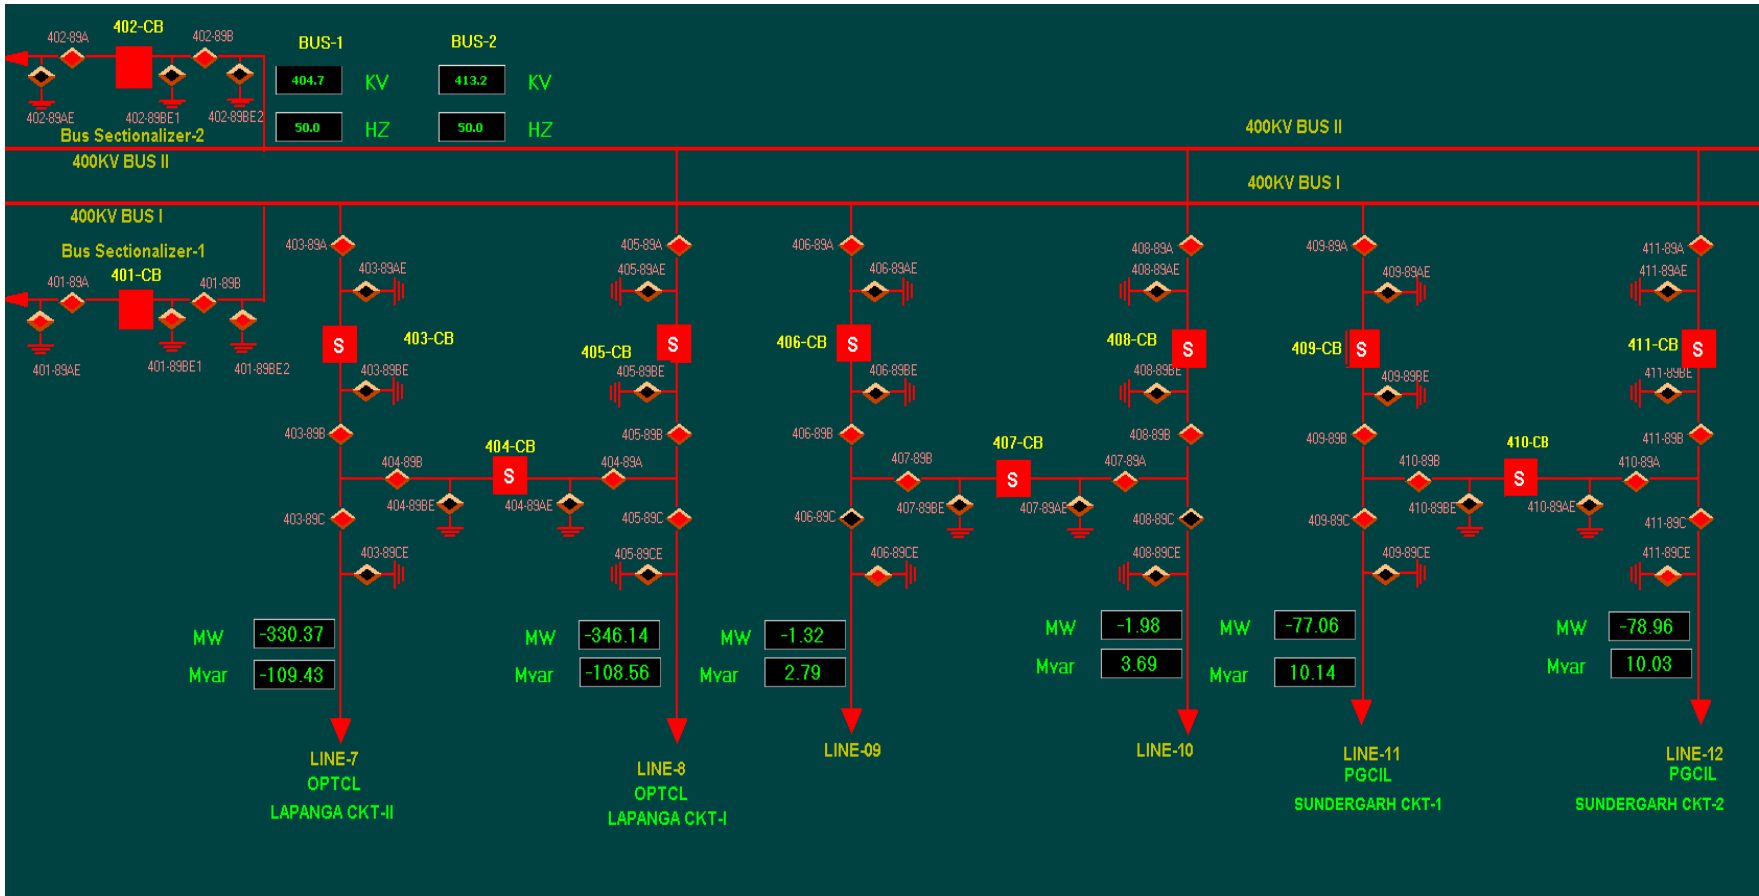 402-CB
402-89A
402-89B
402-89AE
402-89BE1
402-89BE2
Bus Sectionalizer-2
BUS-1
BUS-2
404.7
KV
413.2
KV
50.0
HZ
50.0
HZ
400KV BUS II
400KV BUS II
400KV BUS I
400KV BUS I
Bus Sectionalizer-1
401-CB
401-89A
401-89B
401-89AE
401-89BE1
401-89BE2
403-89A
405-89A
406-89A
408-89A
409-89A
411-89A
403-89AE
405-89AE
406-89AE
408-89AE
409-89AE
411-89AE
S
403-CB
405-CB
S
406-CB
S
408-CB
S
409-CB
S
411-CB
S
403-89BE
405-89BE
406-89BE
408-89BE
409-89BE
411-89BE
403-89B
405-89B
406-89B
408-89B
409-89B
411-89B
404-CB
407-CB
410-CB
404-89B
S
404-89A
407-89B
S
407-89A
410-89B
S
410-89A
404-89BE
404-89AE
407-89BE
407-89AE
410-89BE
410-89AE
403-89C
405-89C
406-89C
408-89C
409-89C
411-89C
403-89CE
405-89CE
406-89CE
408-89CE
409-89CE
411-89CE
MW
-330.37
MW
-346.14
MW
-1.32
MW
-1.98
MW
-77.06
MW
-78.96
Mvar
-109.43
Mvar
-108.56
Mvar
2.79
Mvar
3.69
Mvar
10.14
Mvar
10.03
LINE-7
OPTCL
LAPANGA CKT-II
LINE-8
OPTCL
LAPANGA CKT-I
LINE-09
LINE-10
LINE-11
PGCIL
SUNDERGARH CKT-1
LINE-12
PGCIL
SUNDERGARH CKT-2